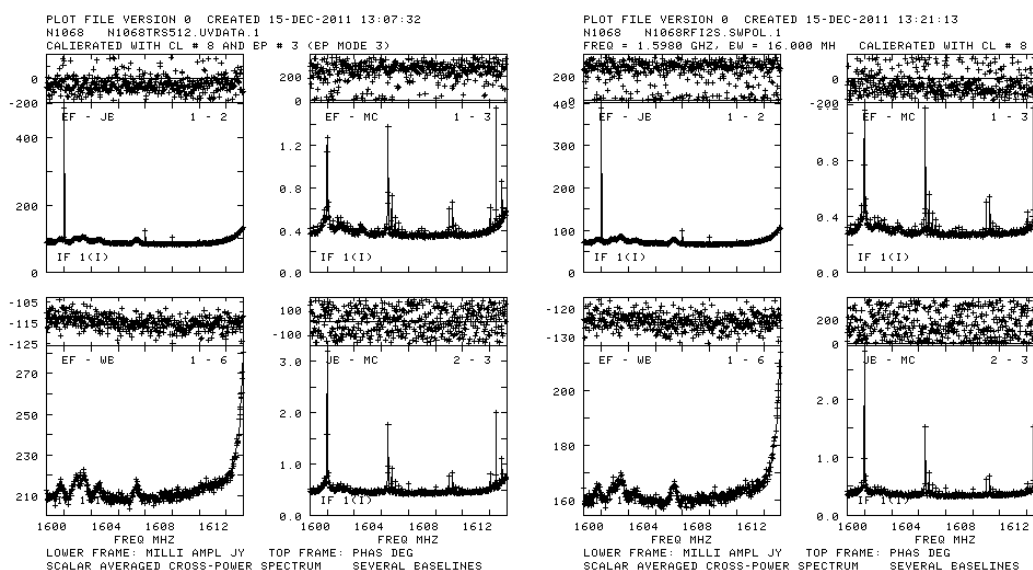 PLOT FILE VERSION 0 CREATED 15-DEC-2011 13:07:32
N1068 N1068TRS512.UVDATA.1
CALIBRATED WITH CL # 8 AND BP # 3 (BP MODE 3)
0
-200
200
0
EF - JB 1 - 2
EF - MC 1 - 3
400
200
0
1.2
0.8
0.4
0.0
IF 1(I)
IF 1(I)
-105
-115
-125
100
-100
EF - WB 1 - 6
JB - MC 2 - 3
270
250
230
210
3.0
2.0
1.0
0.0
IF 1(I)
1600 1604 1608 1612
1600 1604 1608 1612
FREQ MHZ
FREQ MHZ
LOWER FRAME: MILLI AMPL JY TOP FRAME: PHAS DEG
SCALAR AVERAGED CROSS-POWER SPECTRUM SEVERAL BASELINES
PLOT FILE VERSION 0 CREATED 15-DEC-2011 13:21:13
N1068 N1068RFI2S.SWPOL.1
FREQ = 1.5980 GHZ, BW = 16.000 MH CALIBRATED WITH CL # 8
200
0
0
-200
EF - JB 1 - 2
EF - MC 1 - 3
400
300
200
100
0
0.8
0.4
0.0
IF 1(I)
IF 1(I)
-120
-130
200
0
EF - WB 1 - 6
JB - MC 2 - 3
200
180
160
2.0
1.0
0.0
IF 1(I)
1600 1604 1608 1612
1600 1604 1608 1612
FREQ MHZ
FREQ MHZ
LOWER FRAME: MILLI AMPL JY TOP FRAME: PHAS DEG
SCALAR AVERAGED CROSS-POWER SPECTRUM SEVERAL BASELINES